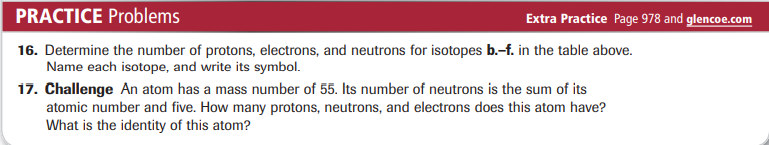 PRACTICE Problems
Extra Practice Page 978 and glencoe.com
16. Determine the number of protons, electrons, and neutrons for isotopes b.–f. in the table above.
Name each isotope, and write its symbol.
17. Challenge An atom has a mass number of 55. Its number of neutrons is the sum of its
atomic number and five. How many protons, neutrons, and electrons does this atom have?
What is the identity of this atom?